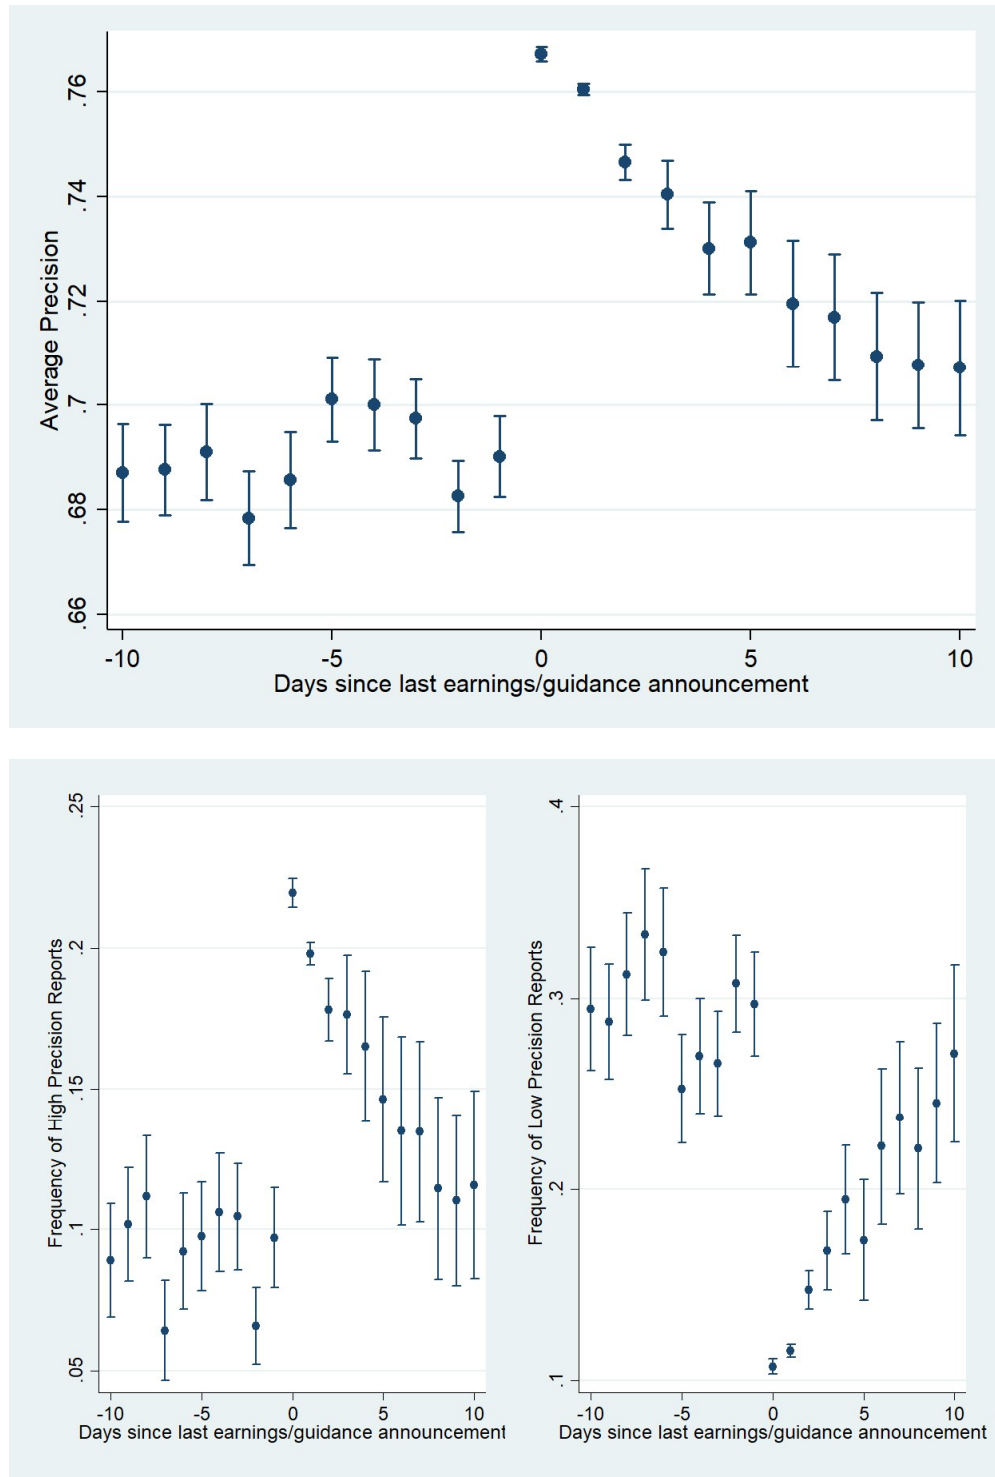 Average Precision
.76
.74
.72
.7
.68
.66
-10 -5 0 5 10
Days since last earnings/guidance announcement
Frequency of High Precision Reports
.25
.2
.15
.1
.05
-10 -5 0 5 10
Days since last earnings/guidance announcement
Frequency of Low Precision Reports
.4
.3
.2
.1
-10 -5 0 5 10
Days since last earnings/guidance announcement